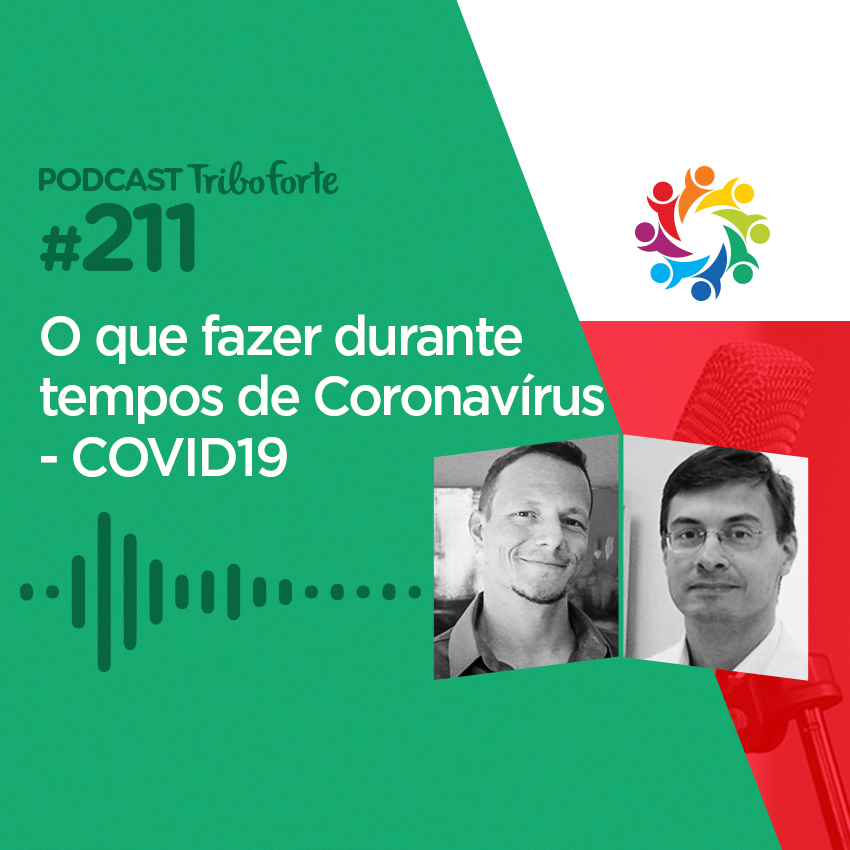 PODCAST Tribo forte
#211
O que fazer durante
tempos de Coronavírus
- COVID19